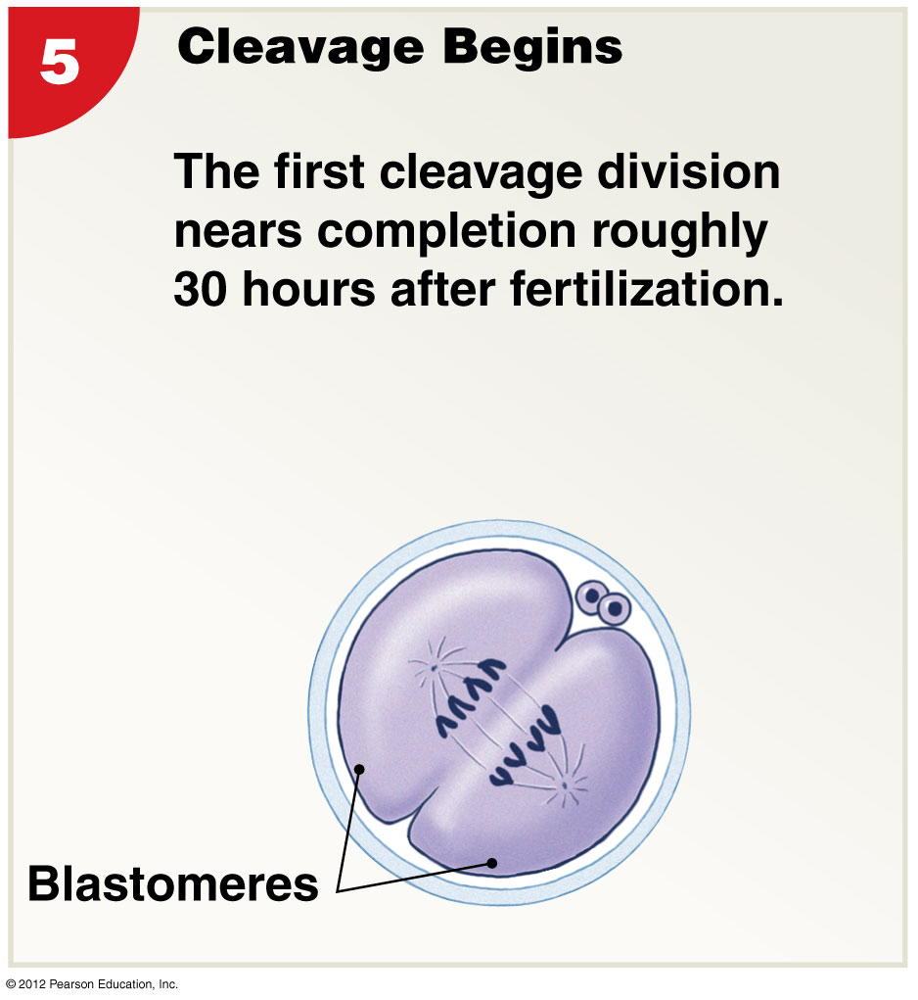 5
Cleavage Begins
The first cleavage division
nears completion roughly
30 hours after fertilization.
Blastomeres
© 2012 Pearson Education, Inc.